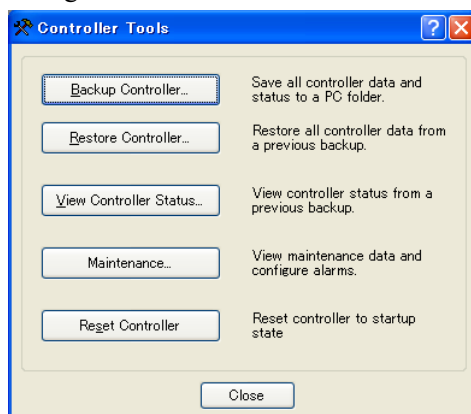 Controller Tools
Backup Controller...
Save all controller data and
status to a PC folder.
Restore Controller...
Restore all controller data from
a previous backup.
View Controller Status...
View controller status from a
previous backup.
Maintenance...
View maintenance data and
configure alarms.
Reset Controller
Reset controller to startup
state
Close